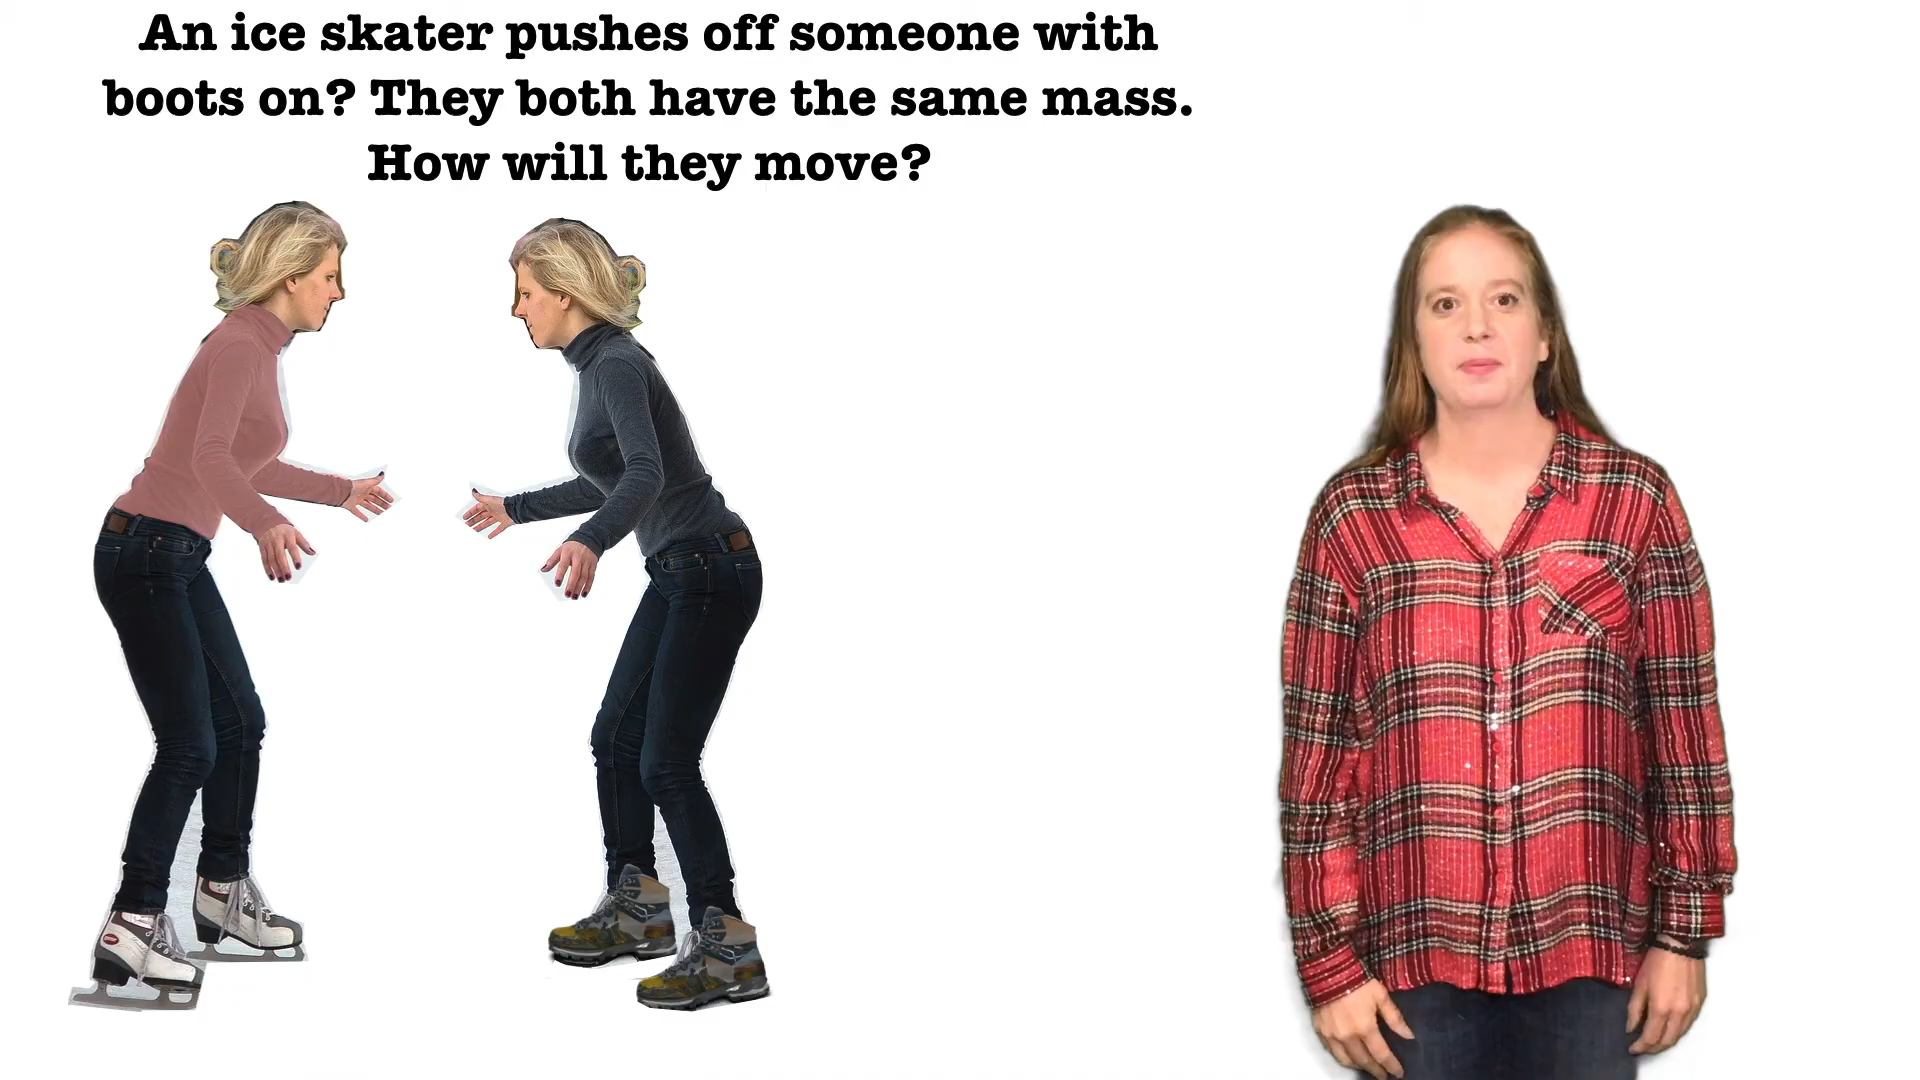 An ice skater pushes off someone with
boots on? They both have the same mass.
How will they move?